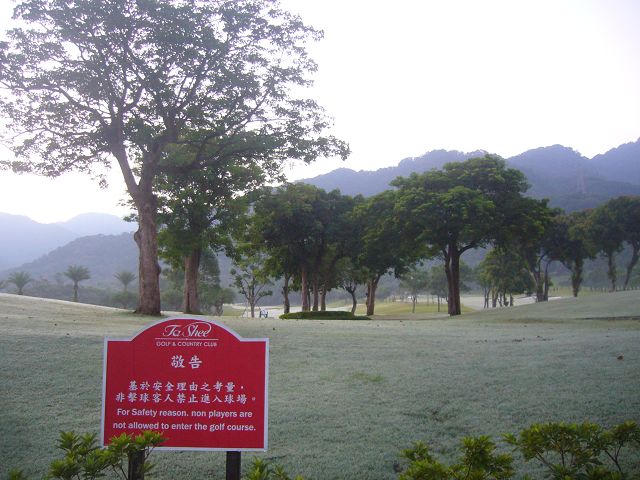 Ta Shee
GOLF & COUNTRY CLUB
敬告
基於安全理由之考量，
非擊球客人禁止進入球場。
For Safety reason. non players are
not allowed to enter the golf course.